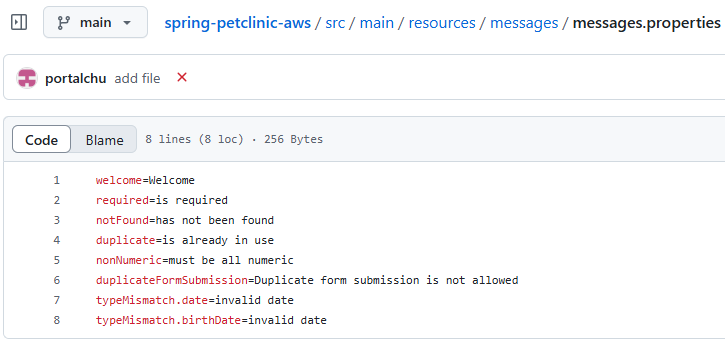 main
spring-petclinic-aws / src / main / resources / messages / messages.properties
portalchu add file
Code Blame 8 lines (8 loc) · 256 Bytes
1 welcome=Welcome
2 required=is required
3 notFound=has not been found
4 duplicate=is already in use
5 nonNumeric=must be all numeric
6 duplicateFormSubmission=Duplicate form submission is not allowed
7 typeMismatch.date=invalid date
8 typeMismatch.birthDate=invalid date